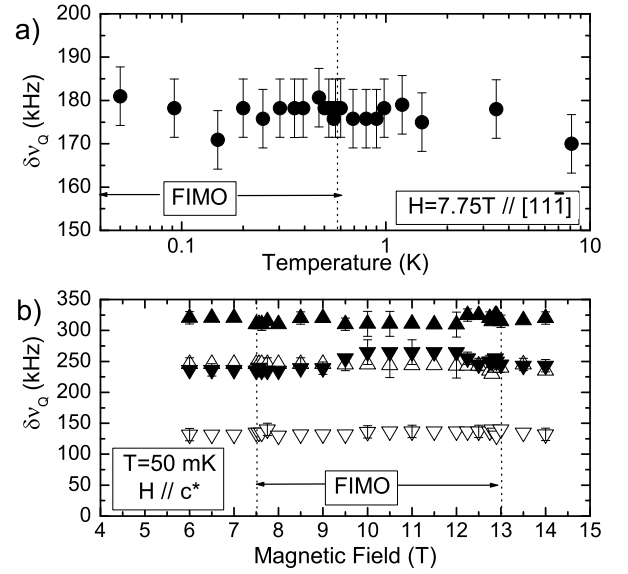 a)
200
190
180
170
160
150
δν_Q (kHz)
FIMO
H=7.75T // [111̅]
0.1
1
10
Temperature (K)
b)
350
300
250
200
150
100
50
0
δν_Q (kHz)
T=50 mK
H // c*
FIMO
4 5 6 7 8 9 10 11 12 13 14 15
Magnetic Field (T)